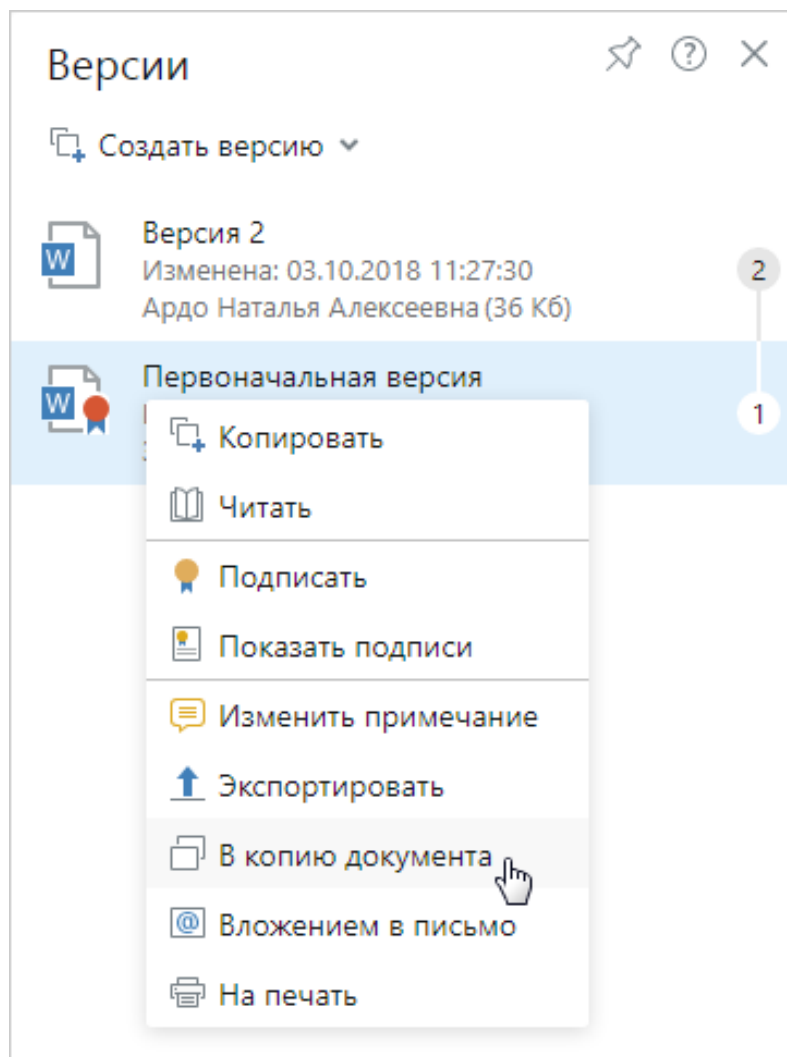 Версии
Создать версию
Версия 2
Изменена: 03.10.2018 11:27:30
Ардо Наталья Алексеевна (36 Кб)
2
Первоначальная версия
1
Копировать
Читать
Подписать
Показать подписи
Изменить примечание
Экспортировать
В копию документа
Вложением в письмо
На печать